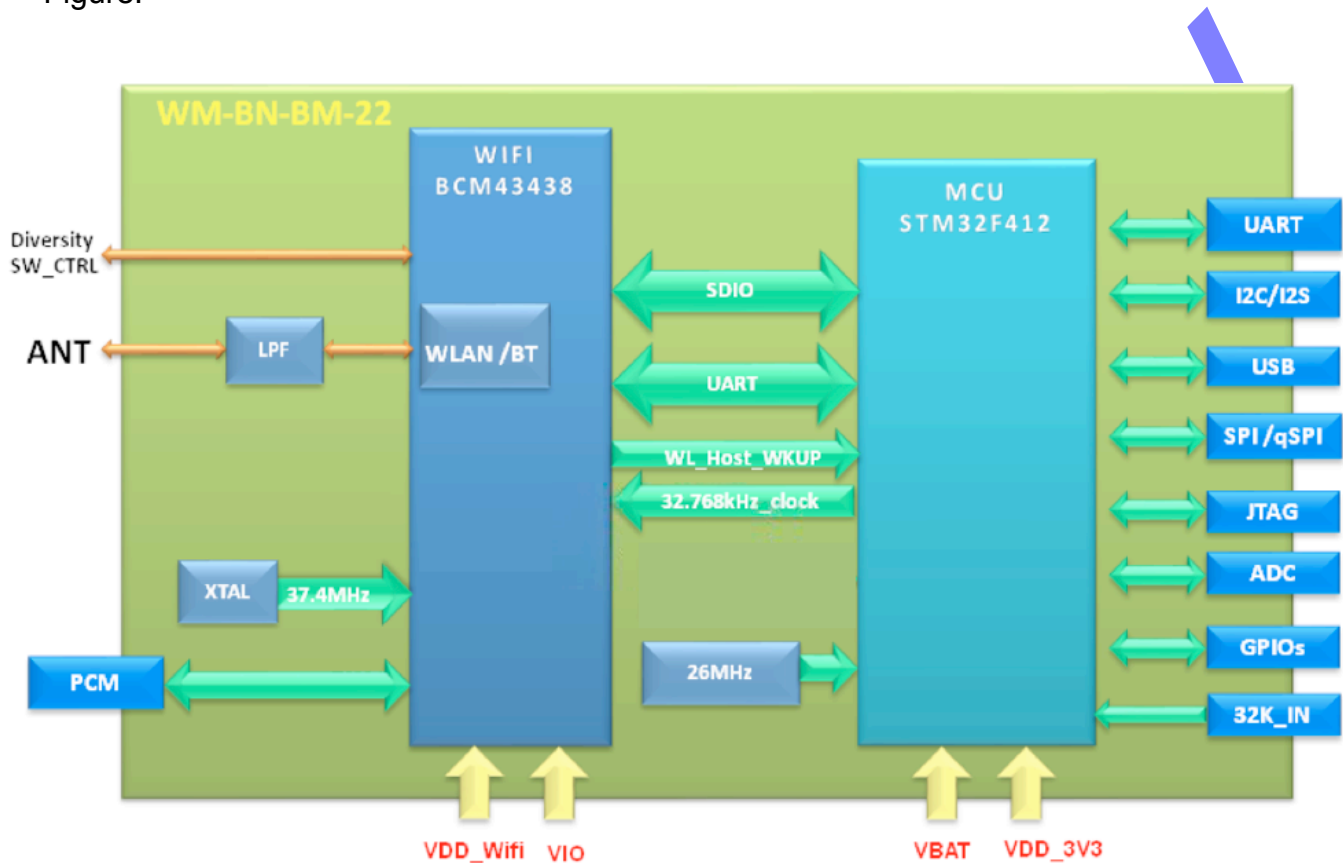 Figure.
WM-BN-BM-22
WIFI
BCM43438
MCU
STM32F412
Diversity
SW_CTRL
ANT
LPF
WLAN /BT
SDIO
UART
WL_Host_WKUP
32.768kHz_clock
XTAL
37.4MHz
PCM
26MHz
UART
I2C/I2S
USB
SPI/qSPI
JTAG
ADC
GPIOs
32K_IN
VDD_Wifi
VIO
VBAT
VDD_3V3